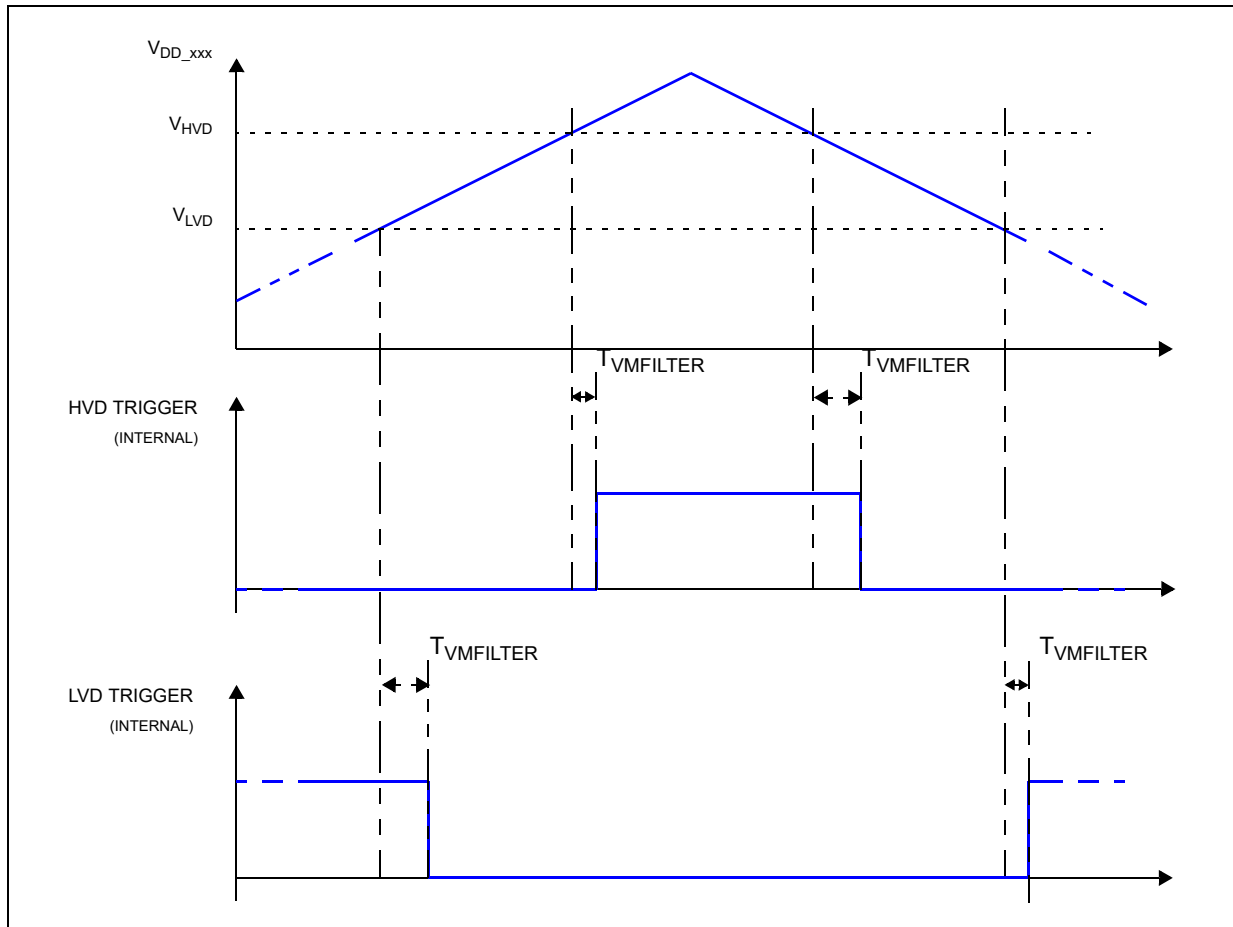 VDD_xxx
VHVD
VLVD
TVMFILTER TVMFILTER
HVD TRIGGER
(INTERNAL)
TVMFILTER TVMFILTER
LVD TRIGGER
(INTERNAL)